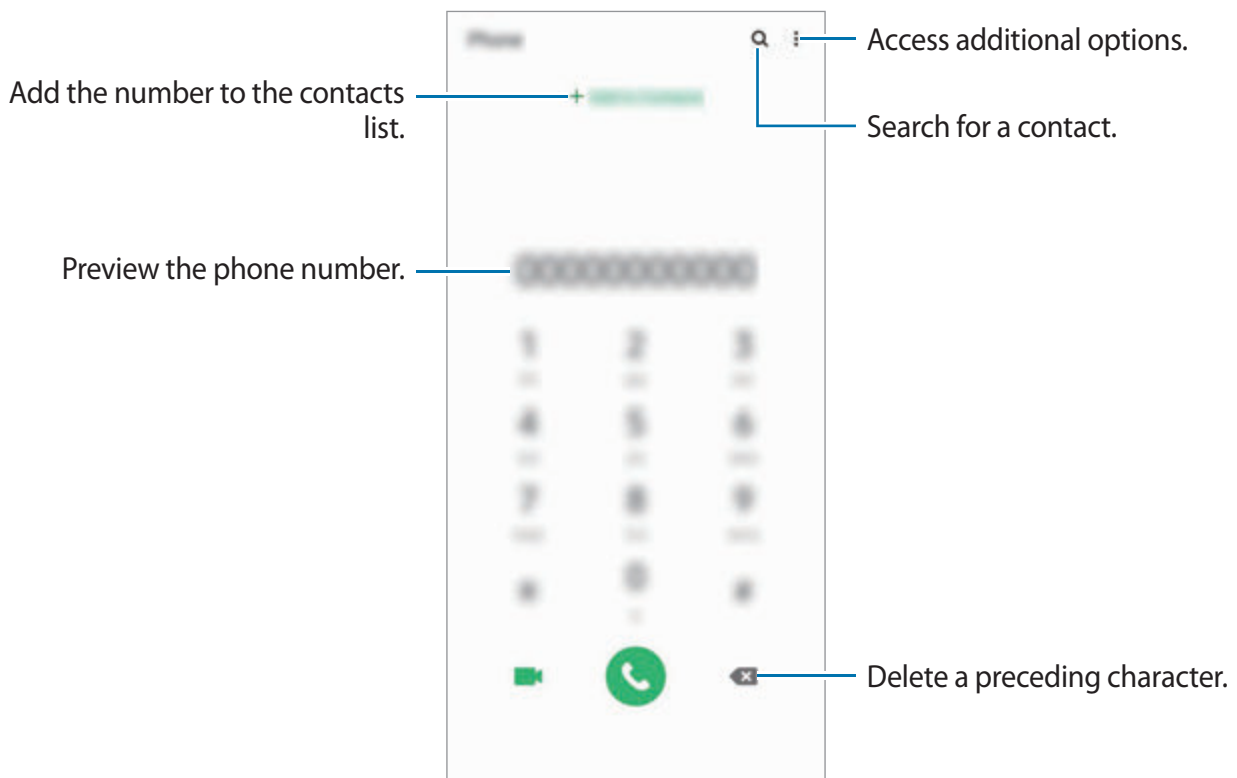 Phone
Access additional options.
Add the number to the contacts
list.
Search for a contact.
Preview the phone number.
1 2 3
4 5 6
7 8 9
0 #
Delete a preceding character.